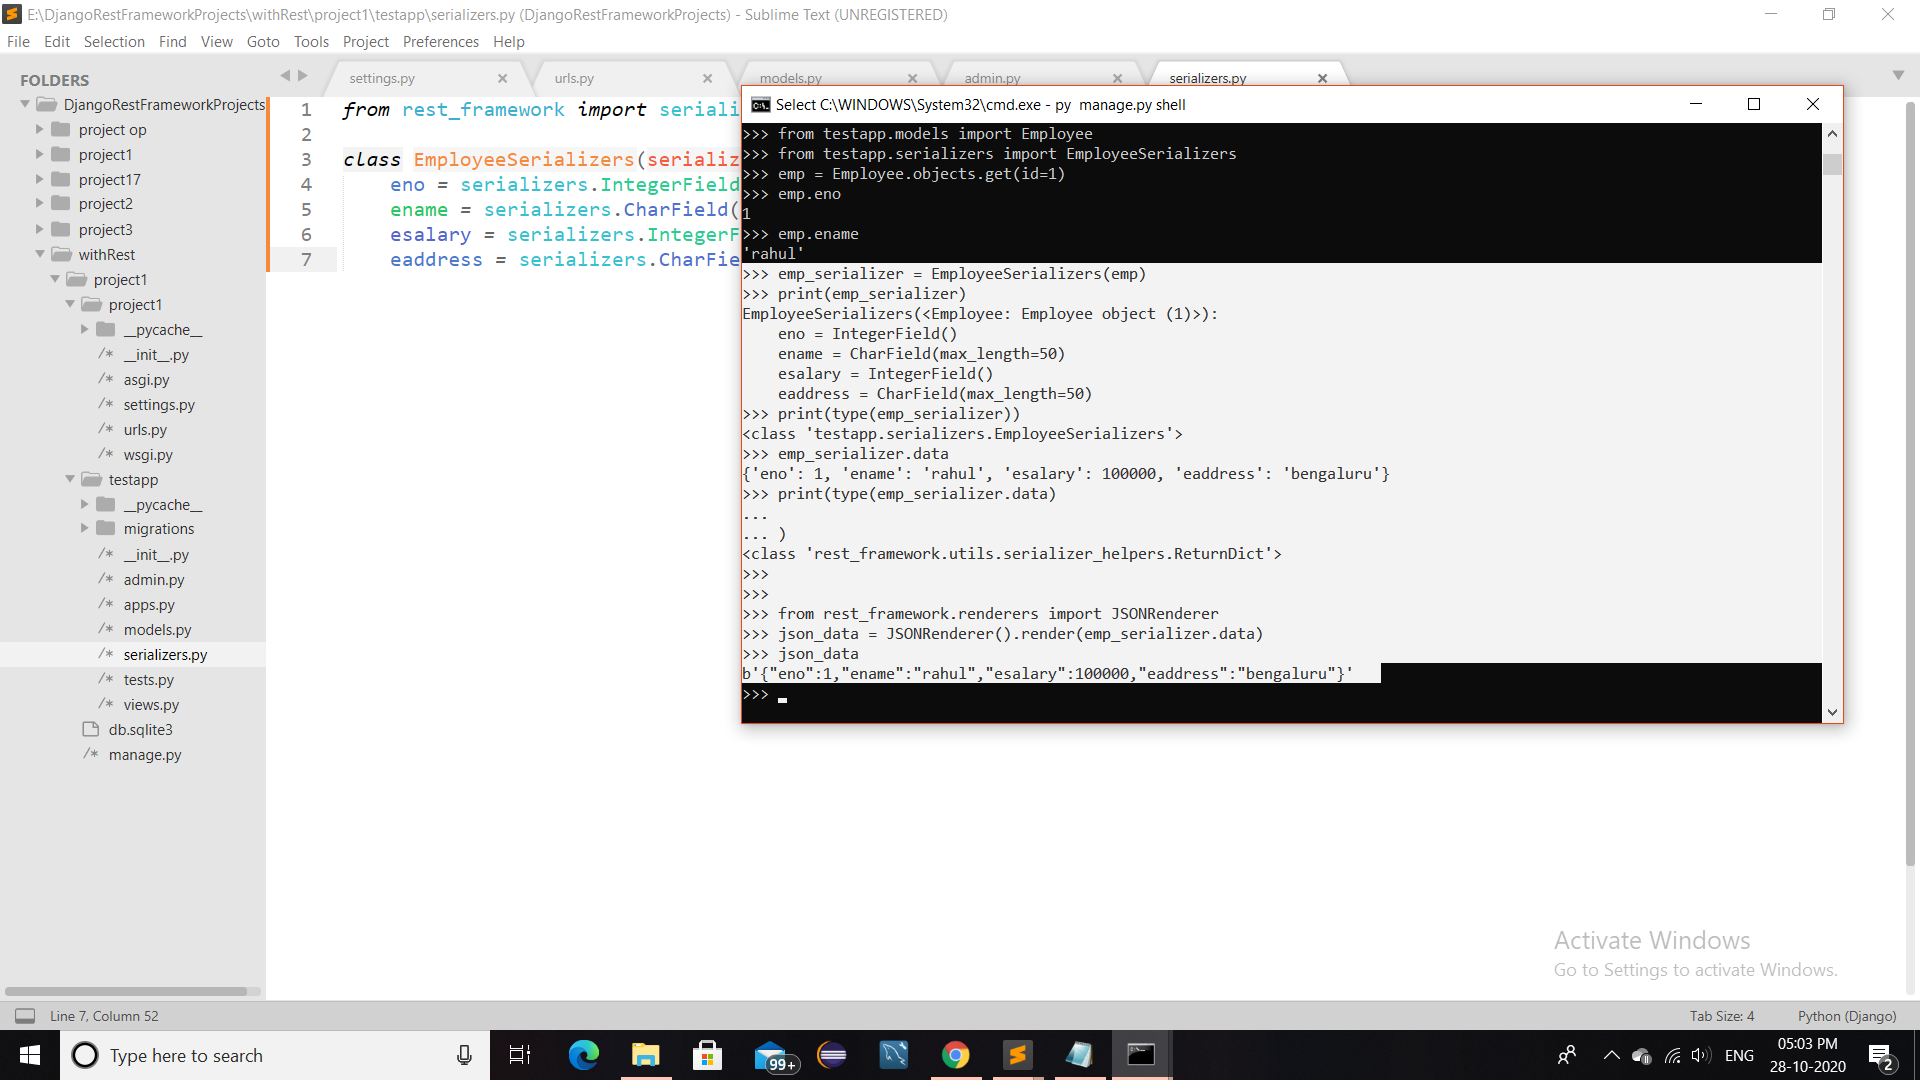 E:\DjangoRestFrameworkProjects\withRest\project1\testapp\serializers.py (DjangoRestFrameworkProjects) - Sublime Text (UNREGISTERED)
File Edit Selection Find View Goto Tools Project Preferences Help
FOLDERS
DjangoRestFrameworkProjects
project op
project1
project17
project2
project3
withRest
project1
project1
__pycache__
/* __init__.py
/* asgi.py
/* settings.py
/* urls.py
/* wsgi.py
testapp
__pycache__
migrations
/* __init__.py
/* admin.py
/* apps.py
/* models.py
/* serializers.py
/* tests.py
/* views.py
db.sqlite3
/* manage.py
settings.py urls.py models.py admin.py serializers.py
1 from rest_framework import seriali
2
3 class EmployeeSerializers(serializ
4 eno = serializers.IntegerField
5 ename = serializers.CharField(
6 esalary = serializers.IntegerF
7 eaddress = serializers.CharFie
Select C:\WINDOWS\System32\cmd.exe - py  manage.py shell
>>> from testapp.models import Employee
>>> from testapp.serializers import EmployeeSerializers
>>> emp = Employee.objects.get(id=1)
>>> emp.eno
1
>>> emp.ename
'rahul'
>>> emp_serializer = EmployeeSerializers(emp)
>>> print(emp_serializer)
EmployeeSerializers(<Employee: Employee object (1)>):
    eno = IntegerField()
    ename = CharField(max_length=50)
    esalary = IntegerField()
    eaddress = CharField(max_length=50)
>>> print(type(emp_serializer))
<class 'testapp.serializers.EmployeeSerializers'>
>>> emp_serializer.data
{'eno': 1, 'ename': 'rahul', 'esalary': 100000, 'eaddress': 'bengaluru'}
>>> print(type(emp_serializer.data)
...
... )
<class 'rest_framework.utils.serializer_helpers.ReturnDict'>
>>>
>>>
>>> from rest_framework.renderers import JSONRenderer
>>> json_data = JSONRenderer().render(emp_serializer.data)
>>> json_data
b'{"eno":1,"ename":"rahul","esalary":100000,"eaddress":"bengaluru"}'
>>>
Activate Windows
Go to Settings to activate Windows.
Line 7, Column 52 Tab Size: 4 Python (Django)
Type here to search
99+
ENG
05:03 PM
28-10-2020
2